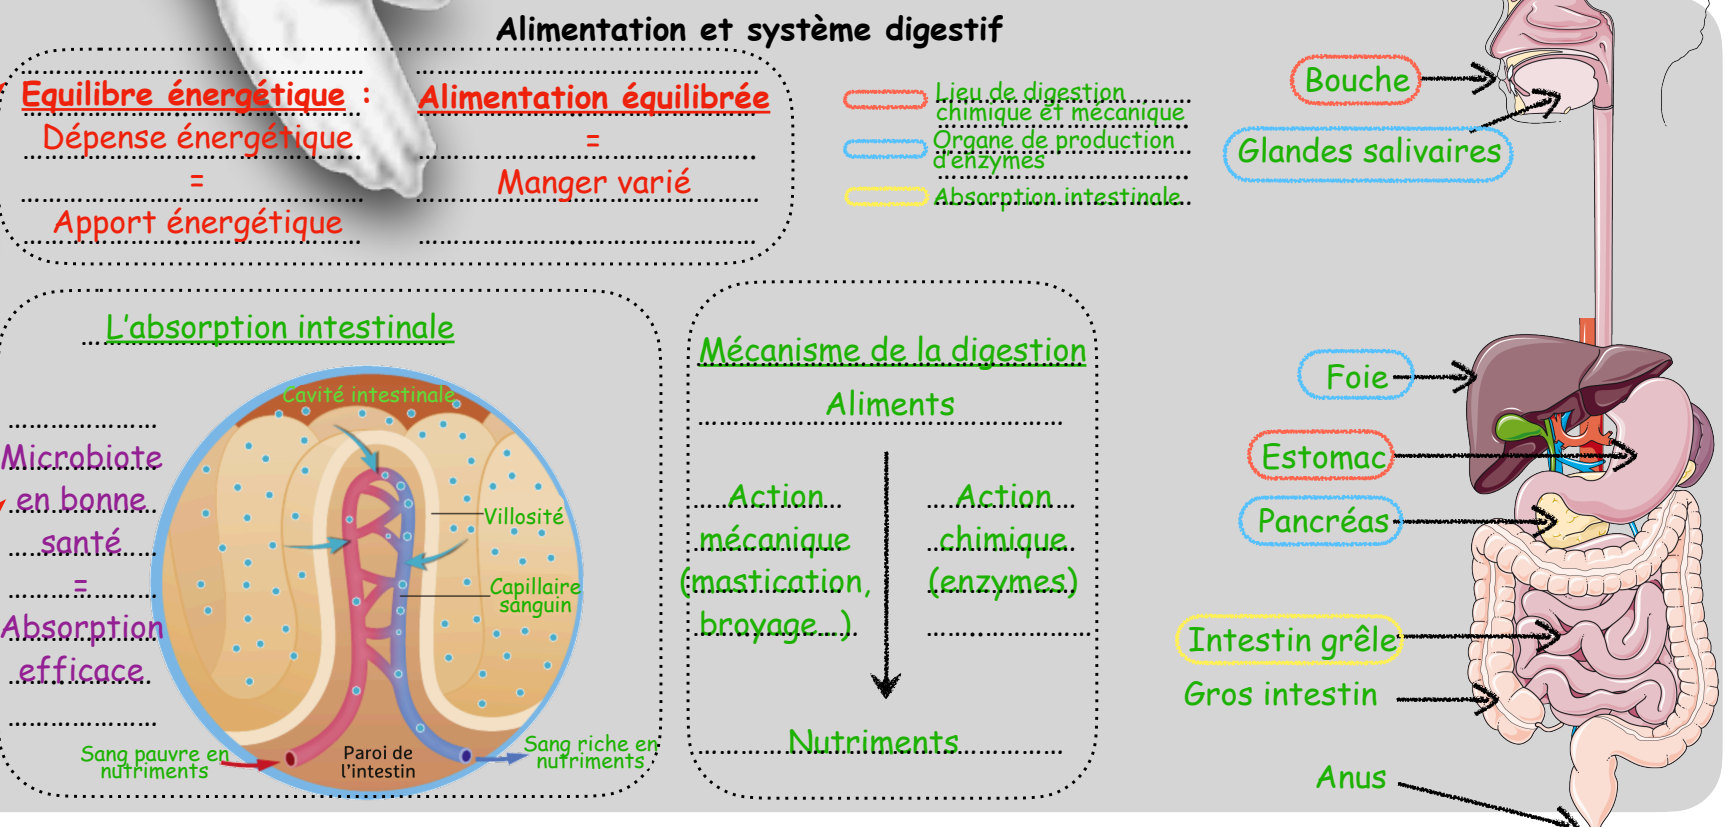 Alimentation et système digestif
Equilibre énergétique :
Dépense énergétique
=
Apport énergétique
Alimentation équilibrée
=
Manger varié
Lieu de digestion
chimique et mécanique
Organe de production
d'enzymes
Absorption intestinale
L'absorption intestinale
Cavité intestinale
Microbiote
en bonne
santé
=
Absorption
efficace
Villosité
Capillaire
sanguin
Sang pauvre en
nutriments
Paroi de
l'intestin
Sang riche en
nutriments
Mécanisme de la digestion
Aliments
Action
mécanique
(mastication,
broyage...)
Action
chimique
(enzymes)
Nutriments
Bouche
Glandes salivaires
Foie
Estomac
Pancréas
Intestin grêle
Gros intestin
Anus